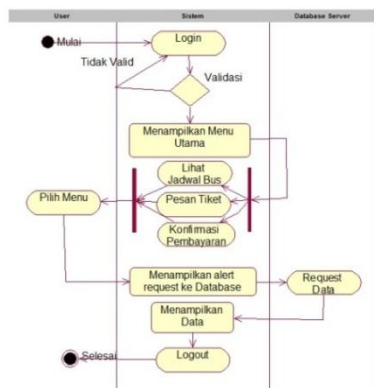 User
Sistem
Database Server
Mulai
Login
Tidak Valid
Validasi
Menampilkan Menu
Utama
Lihat
Jadwal Bus
Pilih Menu
Pesan Tiket
Konfirmasi
Pembayaran
Menampilkan alert
request ke Database
Request
Data
Menampilkan
Data
Selesai
Logout